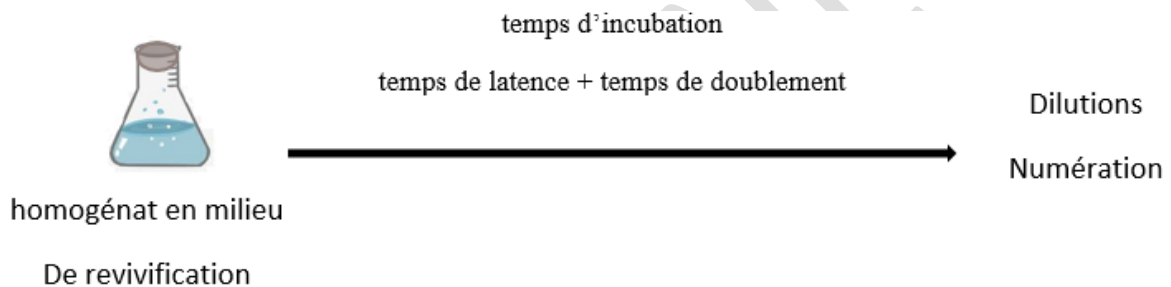 temps d'incubation
temps de latence + temps de doublement
Dilutions
Numération
homogénat en milieu
De revivification